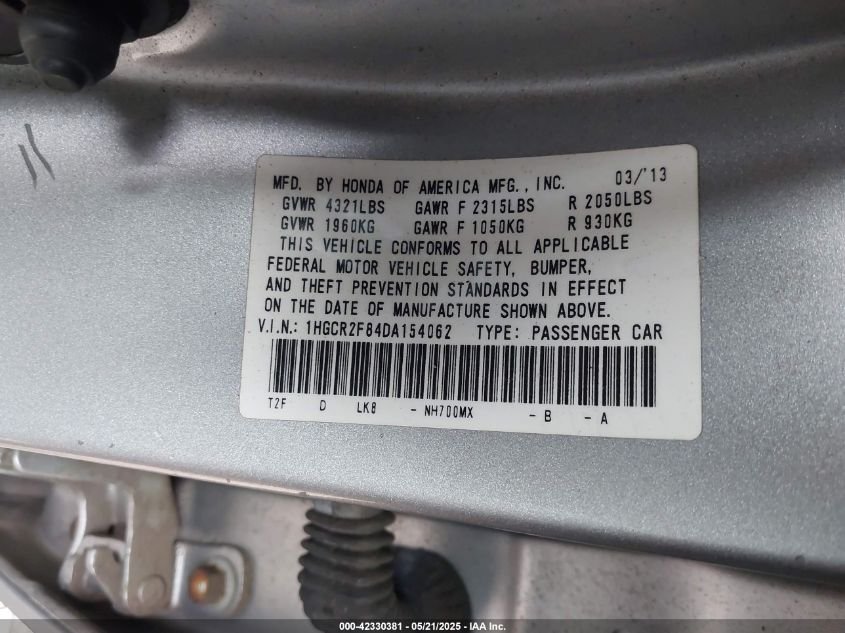 MFD. BY HONDA OF AMERICA MFG., INC. 03/'13
GVWR 4321LBS GAWR F 2315LBS R 2050LBS
GVWR 1960KG GAWR F 1050KG R 930KG
THIS VEHICLE CONFORMS TO ALL APPLICABLE
FEDERAL MOTOR VEHICLE SAFETY, BUMPER,
AND THEFT PREVENTION STANDARDS IN EFFECT
ON THE DATE OF MANUFACTURE SHOWN ABOVE.
V.I.N.: 1HGCR2F84DA154062 TYPE: PASSENGER CAR
T2F D LK8 - NH700MX - B - A
000-42330381 - 05/21/2025 - IAA Inc.